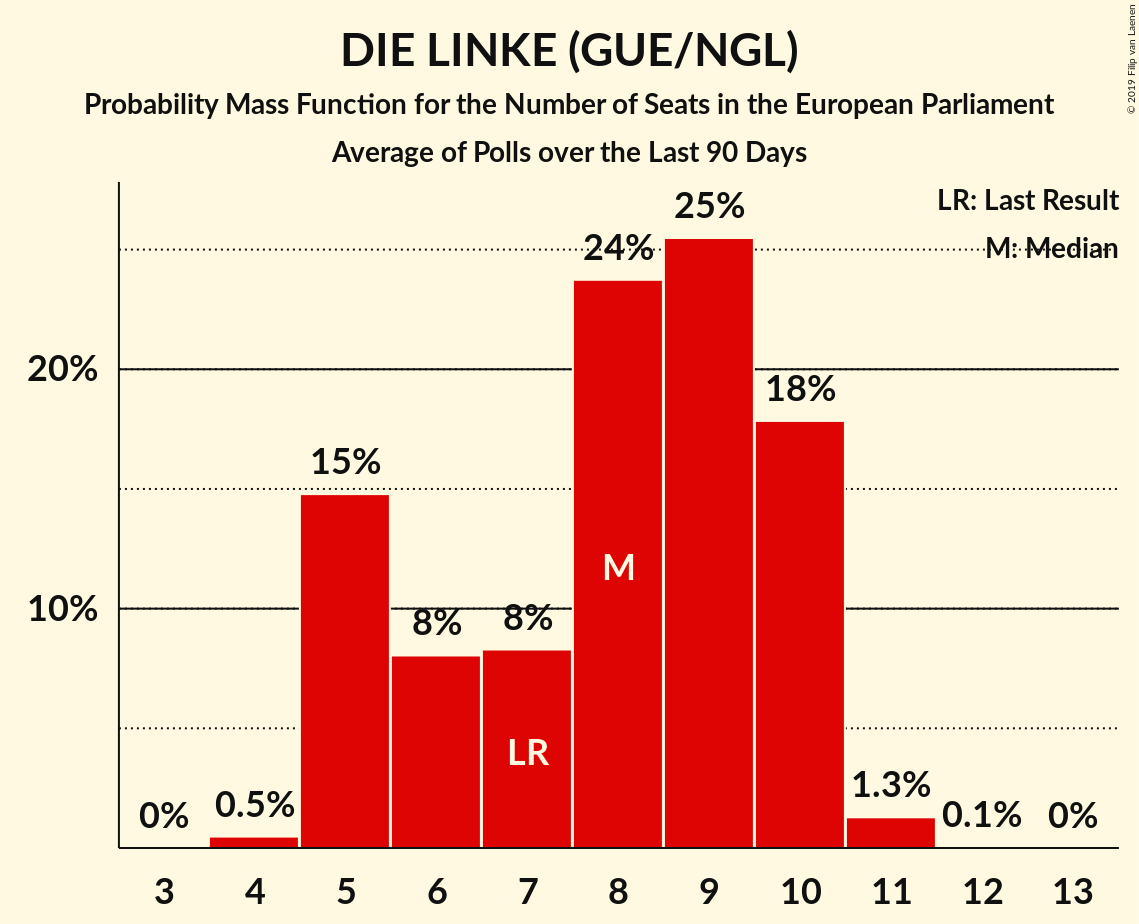 DIE LINKE (GUE/NGL)
Probability Mass Function for the Number of Seats in the European Parliament
Average of Polls over the Last 90 Days
© 2019 Filip van Laenen
LR: Last Result
M: Median
25%
24%
20%
18%
15%
M
10%
8%
8%
LR
0%
0.5%
1.3%
0.1%
0%
3 4 5 6 7 8 9 10 11 12 13